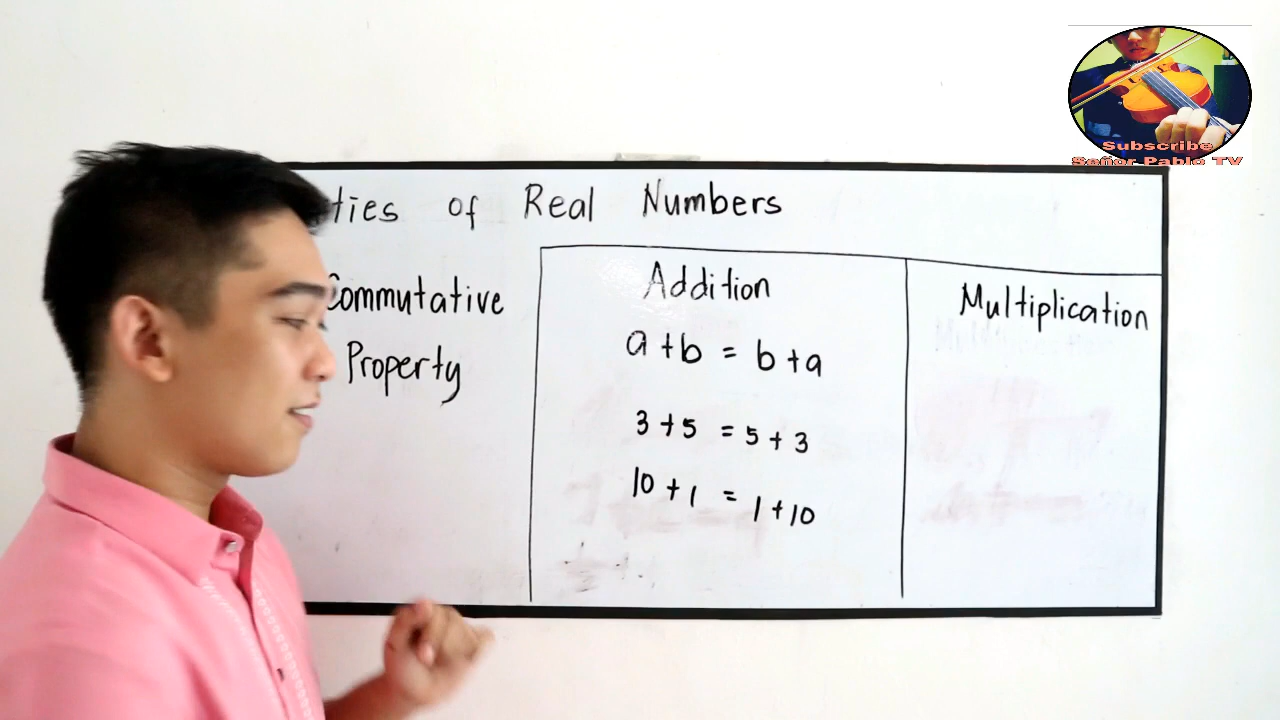 ties of Real Numbers
Commutative
Property
Addition
a + b = b + a
3 + 5 = 5 + 3
10 + 1 = 1 + 10
Multiplication
Subscribe
Señor Pablo TV